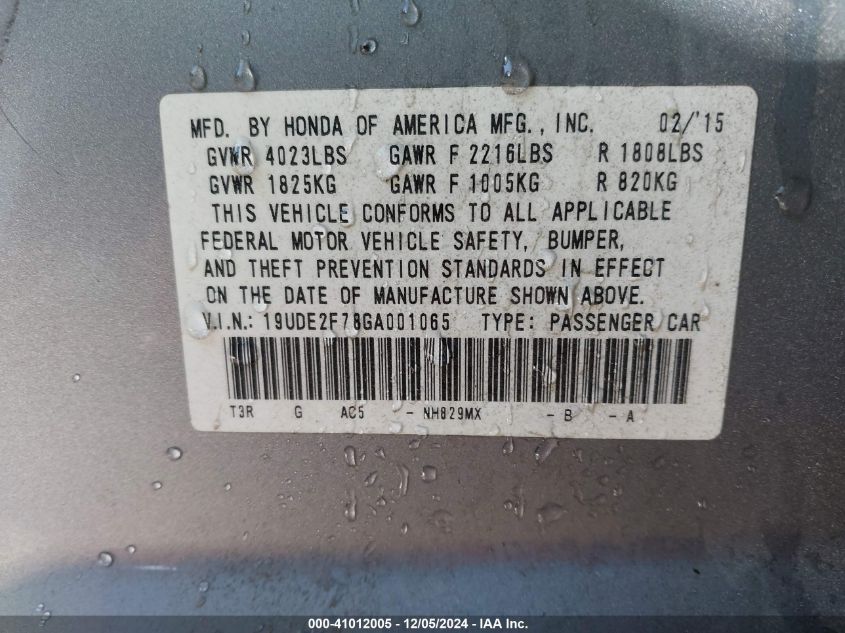 MFD. BY HONDA OF AMERICA MFG., INC. 02/'15
GVWR 4023LBS GAWR F 2216LBS R 1808LBS
GVWR 1825KG GAWR F 1005KG R 820KG
THIS VEHICLE CONFORMS TO ALL APPLICABLE
FEDERAL MOTOR VEHICLE SAFETY, BUMPER,
AND THEFT PREVENTION STANDARDS IN EFFECT
ON THE DATE OF MANUFACTURE SHOWN ABOVE.
V.I.N.: 19UDE2F78GA001065 TYPE: PASSENGER CAR
T3R G AC5 - NH829MX - B - A
000-41012005 - 12/05/2024 - IAA Inc.